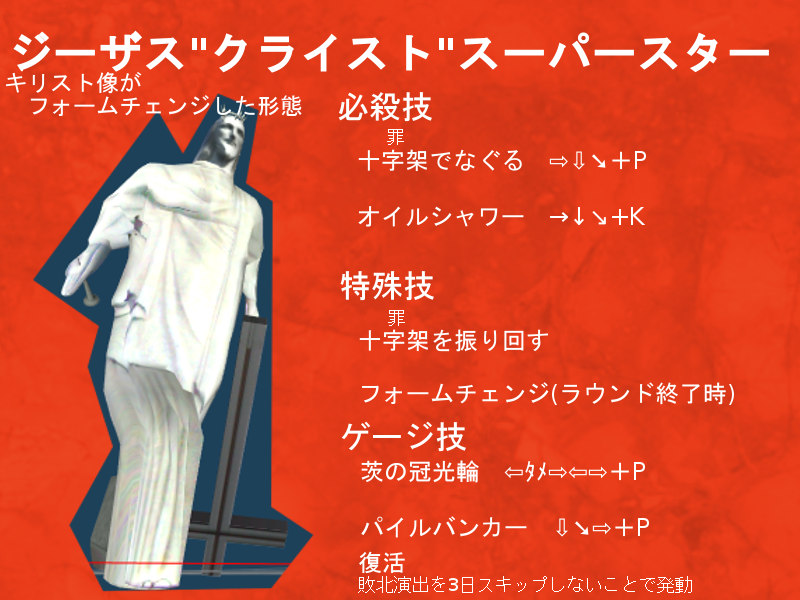 ジーザス"クライスト"スーパースター
キリスト像が
フォームチェンジした形態
必殺技
罪
十字架でなぐる　⇨⇩➘＋P
オイルシャワー　→↓↘+K
特殊技
罪
十字架を振り回す
フォームチェンジ(ラウンド終了時)
ゲージ技
茨の冠光輪　⇦ﾀﾒ⇨⇦⇨＋P
パイルバンカー　⇩➘⇨＋P
復活
敗北演出を3日スキップしないことで発動